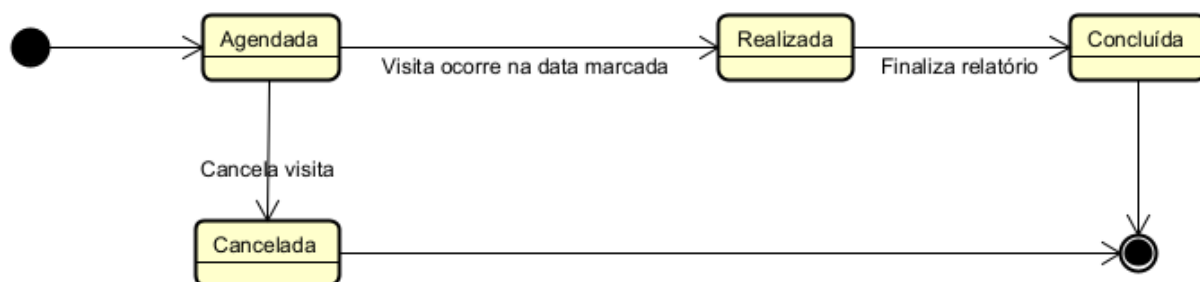 Agendada
Visita ocorre na data marcada
Realizada
Finaliza relatório
Concluída
Cancela visita
Cancelada